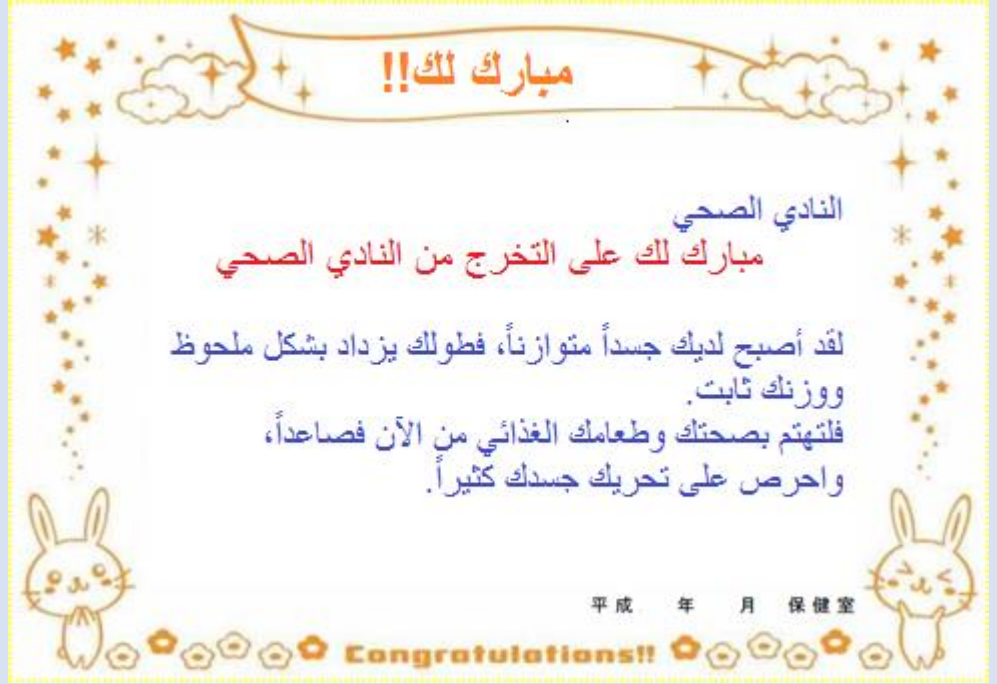 مبارك لك!!
النادي الصحي
مبارك لك على التخرج من النادي الصحي
لقد أصبح لديك جسداً متوازناً، فطولك يزداد بشكل ملحوظ
ووزنك ثابت.
فلتهتم بصحتك وطعامك الغذائي من الآن فصاعداً،
واحرص على تحريك جسدك كثيراً.
平成 年 月 保健室
Congratulations!!